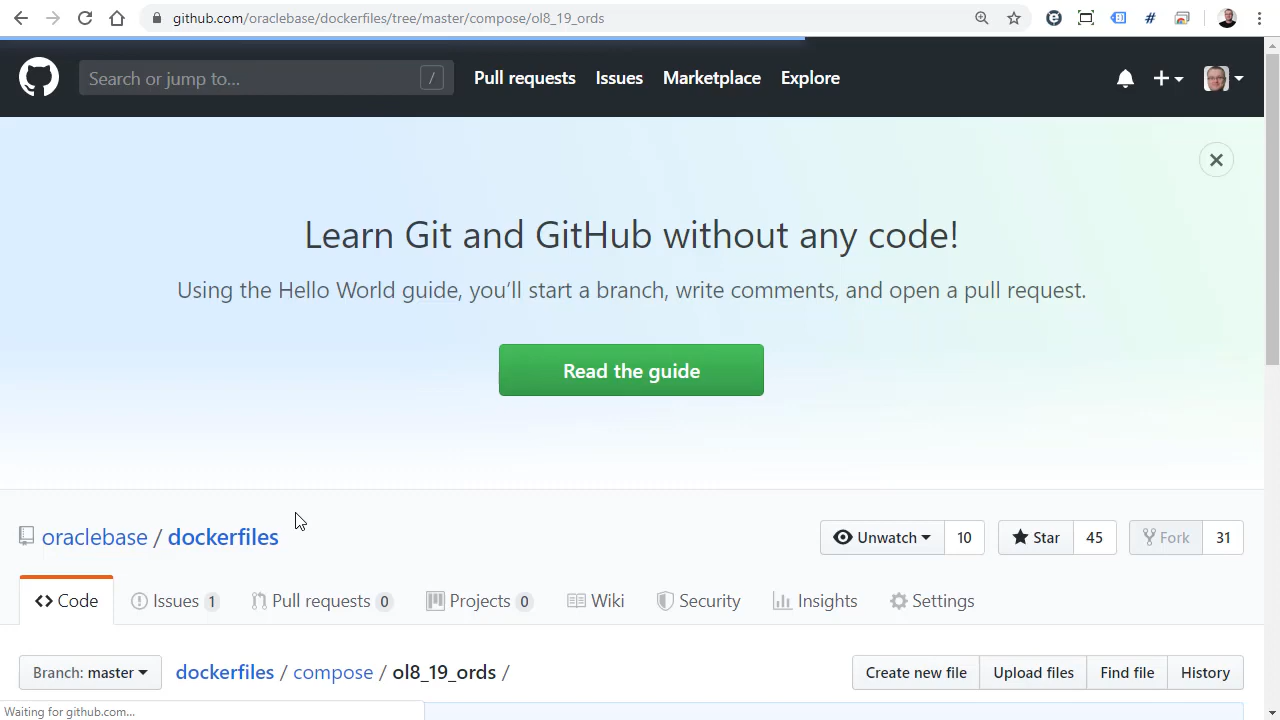 github.com/oraclebase/dockerfiles/tree/master/compose/ol8_19_ords
Search or jump to... /
Pull requests Issues Marketplace Explore
Learn Git and GitHub without any code!
Using the Hello World guide, you’ll start a branch, write comments, and open a pull request.
Read the guide
oraclebase / dockerfiles
Unwatch 10 Star 45 Fork 31
Code Issues 1 Pull requests 0 Projects 0 Wiki Security Insights Settings
Branch: master dockerfiles / compose / ol8_19_ords / Create new file Upload files Find file History
Waiting for github.com...